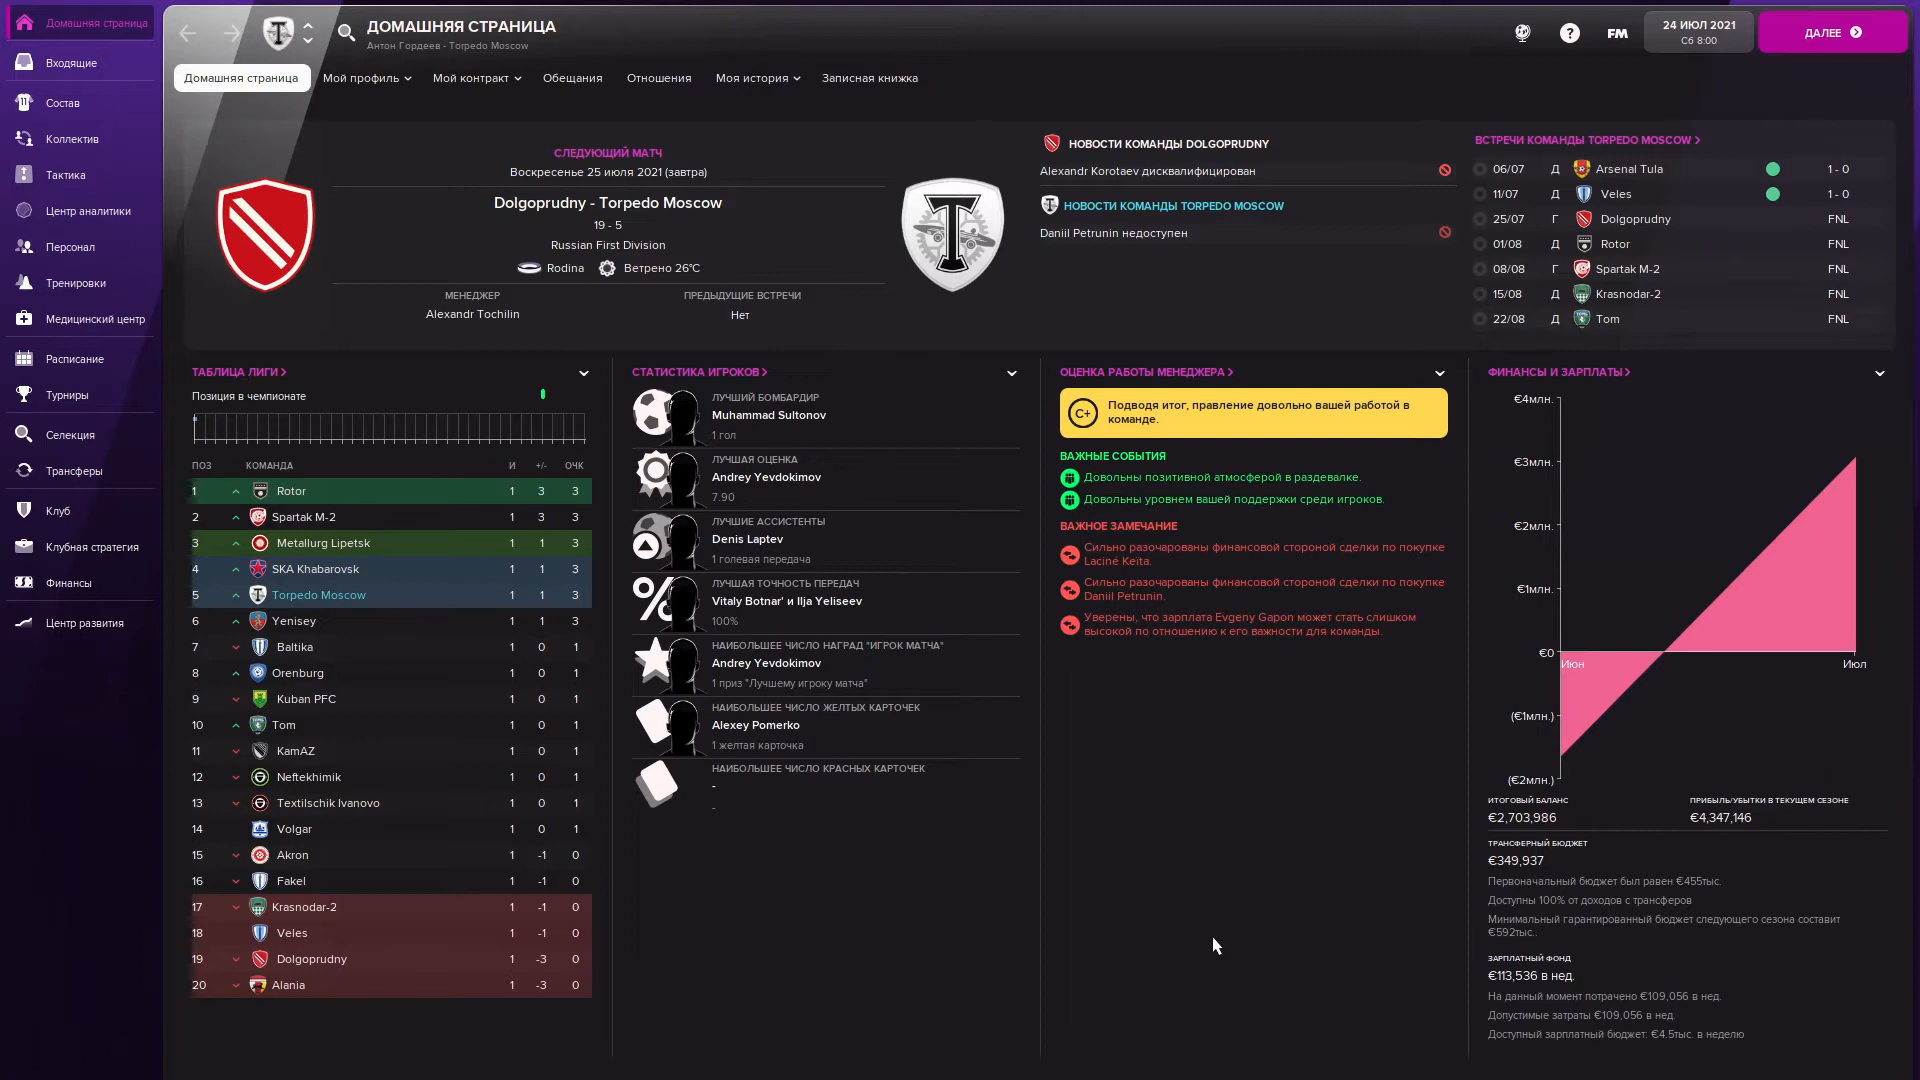 Домашняя страница
Входящие
Состав
Коллектив
Тактика
Центр аналитики
Персонал
Тренировки
Медицинский центр
Расписание
Турниры
Селекция
Трансферы
Клуб
Клубная стратегия
Финансы
Центр развития
ДОМАШНЯЯ СТРАНИЦА
Антон Гордеев - Torpedo Moscow
?
FM
24 ИЮЛ 2021
Сб 8:00
ДАЛЕЕ
Домашняя страница
Мой профиль
Мой контракт
Обещания
Отношения
Моя история
Записная книжка
СЛЕДУЮЩИЙ МАТЧ
Воскресенье 25 июля 2021 (завтра)
Dolgoprudny - Torpedo Moscow
19 - 5
Russian First Division
Rodina Ветрено 26°C
МЕНЕДЖЕР ПРЕДЫДУЩИЕ ВСТРЕЧИ
Alexandr Tochilin Нет
НОВОСТИ КОМАНДЫ DOLGOPRUDNY
Alexandr Korotaev дисквалифицирован
НОВОСТИ КОМАНДЫ TORPEDO MOSCOW
Daniil Petrunin недоступен
ВСТРЕЧИ КОМАНДЫ TORPEDO MOSCOW
06/07 Д Arsenal Tula 1 - 0
11/07 Д Veles 1 - 0
25/07 Г Dolgoprudny FNL
01/08 Д Rotor FNL
08/08 Г Spartak M-2 FNL
15/08 Д Krasnodar-2 FNL
22/08 Д Tom FNL
ТАБЛИЦА ЛИГИ
Позиция в чемпионате
ПОЗ КОМАНДА И +/- ОЧК
1 Rotor 1 3 3
2 Spartak M-2 1 3 3
3 Metallurg Lipetsk 1 1 3
4 SKA Khabarovsk 1 1 3
5 Torpedo Moscow 1 1 3
6 Yenisey 1 1 3
7 Baltika 1 0 1
8 Orenburg 1 0 1
9 Kuban PFC 1 0 1
10 Tom 1 0 1
11 KamAZ 1 0 1
12 Neftekhimik 1 0 1
13 Textilschik Ivanovo 1 0 1
14 Volgar 1 0 1
15 Akron 1 -1 0
16 Fakel 1 -1 0
17 Krasnodar-2 1 -1 0
18 Veles 1 -1 0
19 Dolgoprudny 1 -3 0
20 Alania 1 -3 0
СТАТИСТИКА ИГРОКОВ
ЛУЧШИЙ БОМБАРДИР
Muhammad Sultonov
1 гол
ЛУЧШАЯ ОЦЕНКА
Andrey Yevdokimov
7.90
ЛУЧШИЕ АССИСТЕНТЫ
Denis Laptev
1 голевая передача
ЛУЧШАЯ ТОЧНОСТЬ ПЕРЕДАЧ
Vitaly Botnar' и Ilja Yeliseev
100%
НАИБОЛЬШЕЕ ЧИСЛО НАГРАД "ИГРОК МАТЧА"
Andrey Yevdokimov
1 приз "Лучшему игроку матча"
НАИБОЛЬШЕЕ ЧИСЛО ЖЕЛТЫХ КАРТОЧЕК
Alexey Pomerko
1 желтая карточка
НАИБОЛЬШЕЕ ЧИСЛО КРАСНЫХ КАРТОЧЕК
-
-
ОЦЕНКА РАБОТЫ МЕНЕДЖЕРА
C+
Подводя итог, правление довольно вашей работой в
команде.
ВАЖНЫЕ СОБЫТИЯ
Довольны позитивной атмосферой в раздевалке.
Довольны уровнем вашей поддержки среди игроков.
ВАЖНОЕ ЗАМЕЧАНИЕ
Сильно разочарованы финансовой стороной сделки по покупке
Laciné Keïta.
Сильно разочарованы финансовой стороной сделки по покупке
Daniil Petrunin.
Уверены, что зарплата Evgeny Gapon может стать слишком
высокой по отношению к его важности для команды.
ФИНАНСЫ И ЗАРПЛАТЫ
€4млн.
€3млн.
€2млн.
€1млн.
€0
(€1млн.)
(€2млн.)
Июн Июл
ИТОГОВЫЙ БАЛАНС ПРИБЫЛЬ/УБЫТКИ В ТЕКУЩЕМ СЕЗОНЕ
€2,703,986 €4,347,146
ТРАНСФЕРНЫЙ БЮДЖЕТ
€349,937
Первоначальный бюджет был равен €455тыс.
Доступны 100% от доходов с трансферов
Минимальный гарантированный бюджет следующего сезона составит
€592тыс..
ЗАРПЛАТНЫЙ ФОНД
€113,536 в нед.
На данный момент потрачено €109,056 в нед.
Допустимые затраты €109,056 в нед.
Доступный зарплатный бюджет: €4.5тыс. в неделю